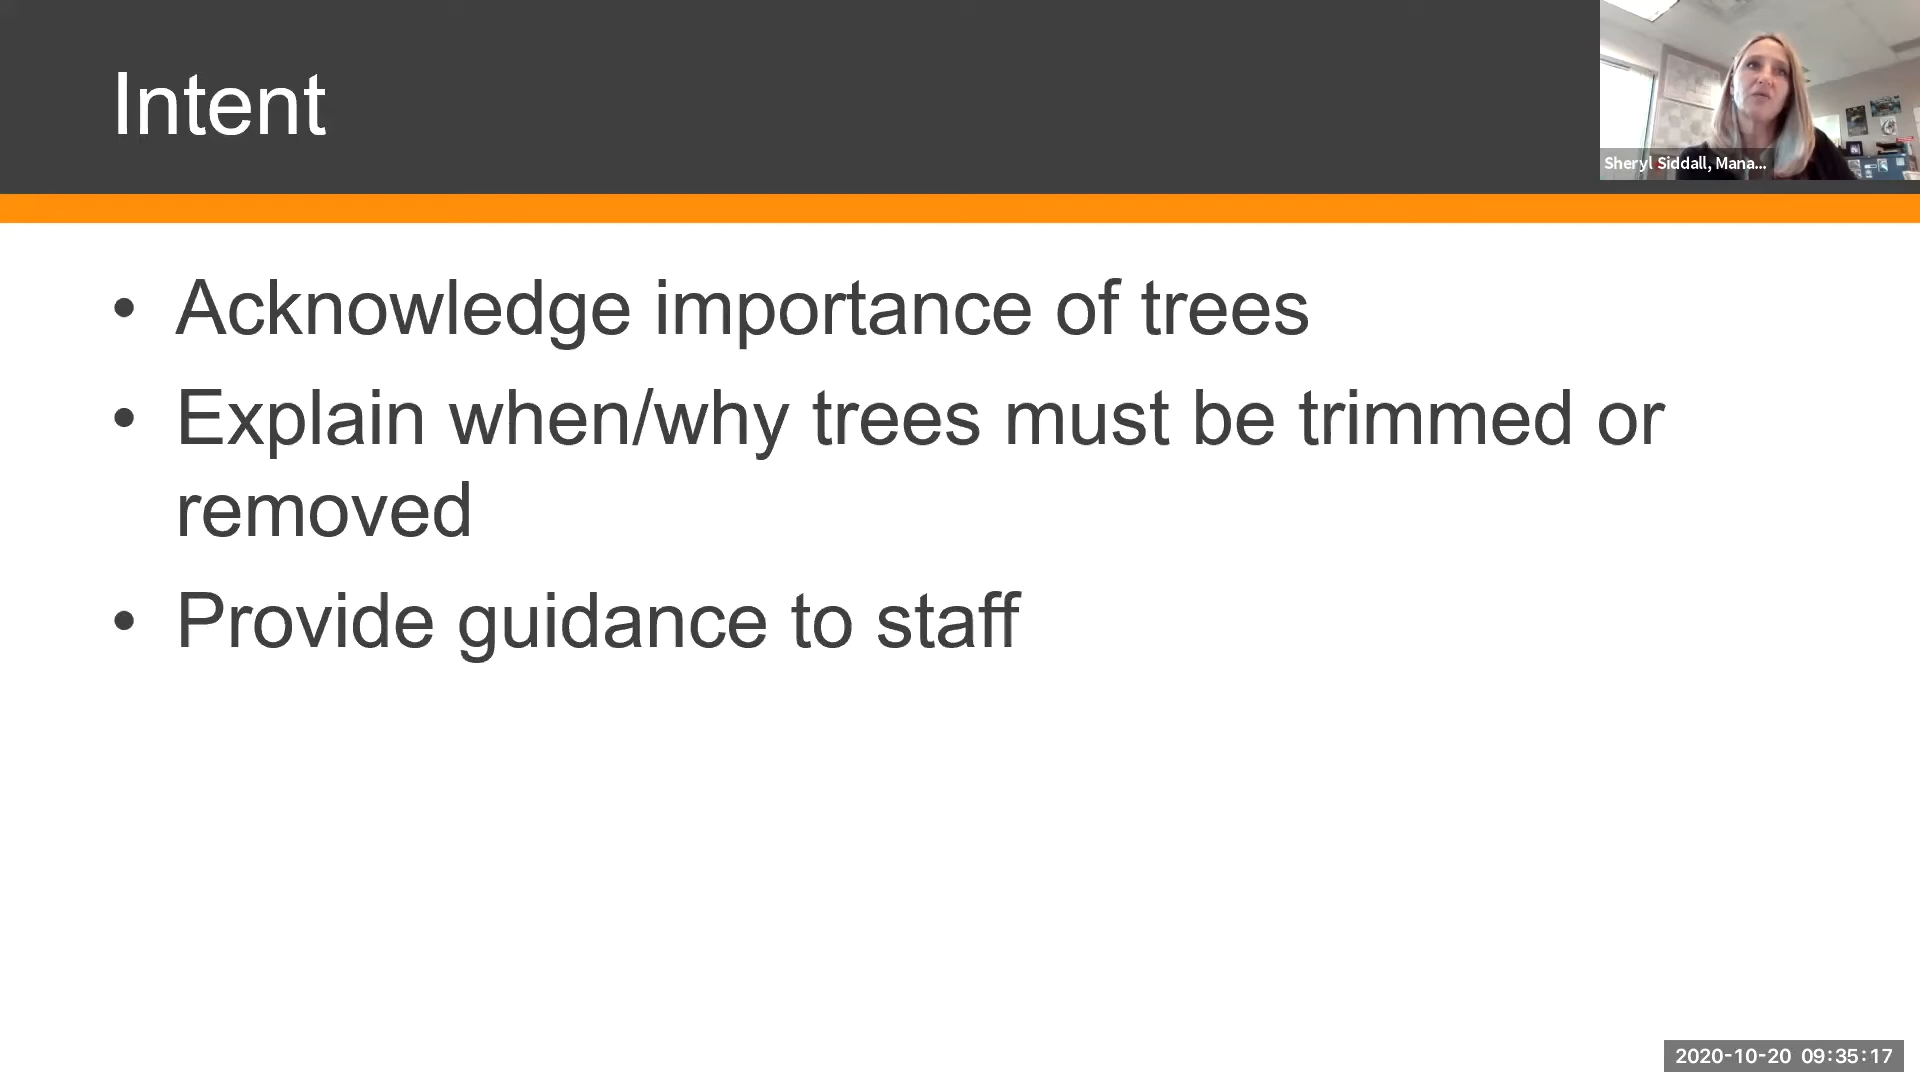 Intent
Sheryl Siddall, Mana...
• Acknowledge importance of trees
• Explain when/why trees must be trimmed or
removed
• Provide guidance to staff
2020-10-20 09:35:17